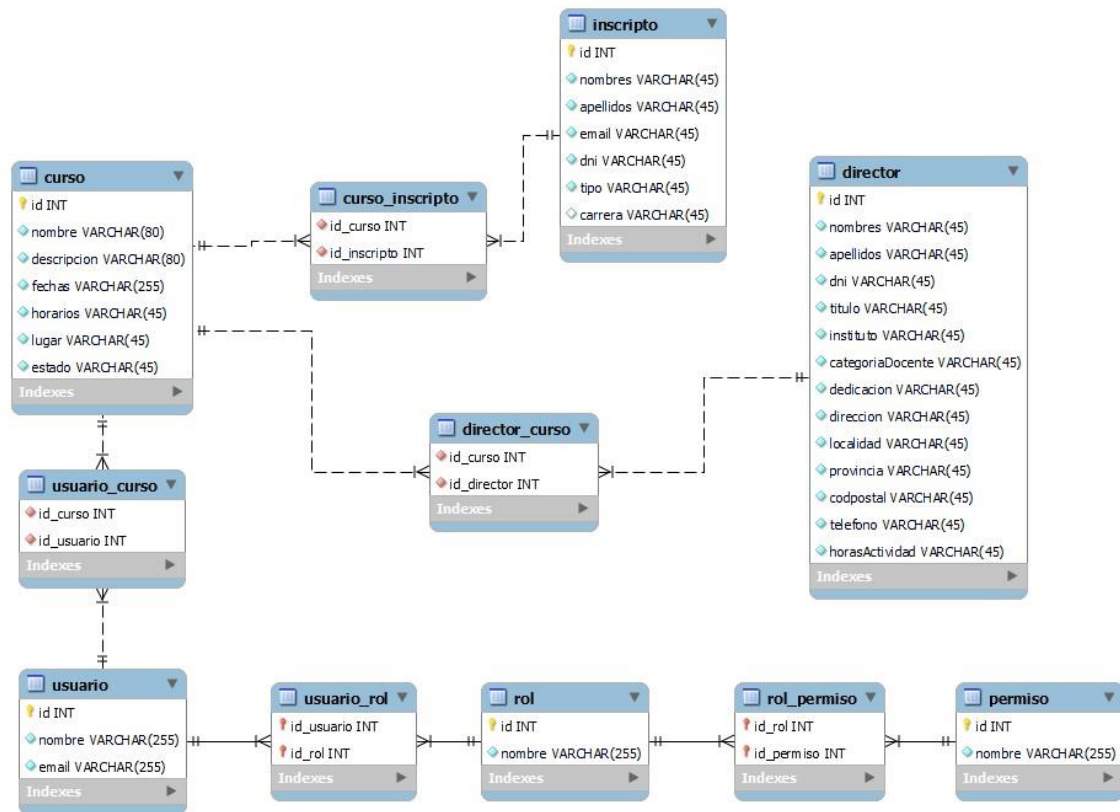 inscripto
id INT
nombres VARCHAR(45)
apellidos VARCHAR(45)
email VARCHAR(45)
dni VARCHAR(45)
tipo VARCHAR(45)
carrera VARCHAR(45)
Indexes
curso
id INT
nombre VARCHAR(80)
descripcion VARCHAR(80)
fechas VARCHAR(255)
horarios VARCHAR(45)
lugar VARCHAR(45)
estado VARCHAR(45)
Indexes
curso_inscripto
id_curso INT
id_inscripto INT
Indexes
director
id INT
nombres VARCHAR(45)
apellidos VARCHAR(45)
dni VARCHAR(45)
titulo VARCHAR(45)
instituto VARCHAR(45)
categoriaDocente VARCHAR(45)
dedicacion VARCHAR(45)
direccion VARCHAR(45)
localidad VARCHAR(45)
provincia VARCHAR(45)
codpostal VARCHAR(45)
telefono VARCHAR(45)
horasActividad VARCHAR(45)
Indexes
director_curso
id_curso INT
id_director INT
Indexes
usuario_curso
id_curso INT
id_usuario INT
Indexes
usuario
id INT
nombre VARCHAR(255)
email VARCHAR(255)
Indexes
usuario_rol
id_usuario INT
id_rol INT
Indexes
rol
id INT
nombre VARCHAR(255)
Indexes
rol_permiso
id_rol INT
id_permiso INT
Indexes
permiso
id INT
nombre VARCHAR(255)
Indexes